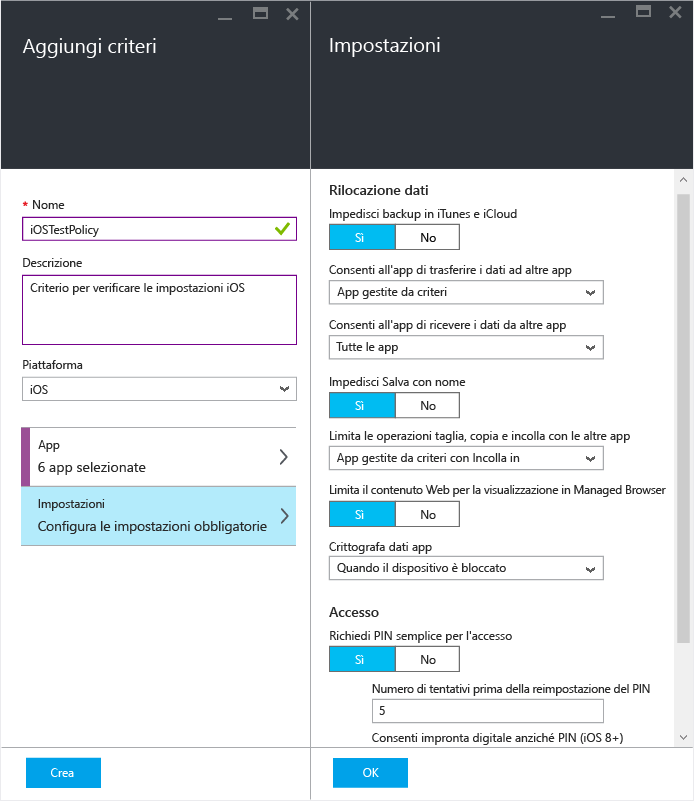 Aggiungi criteri
* Nome
iOSTestPolicy
Descrizione
Criterio per verificare le impostazioni iOS
Piattaforma
iOS
App
6 app selezionate
Impostazioni
Configura le impostazioni obbligatorie
Crea
Impostazioni
Rilocazione dati
Impedisci backup in iTunes e iCloud
Sì No
Consenti all'app di trasferire i dati ad altre app
App gestite da criteri
Consenti all'app di ricevere i dati da altre app
Tutte le app
Impedisci Salva con nome
Sì No
Limita le operazioni taglia, copia e incolla con le altre app
App gestite da criteri con Incolla in
Limita il contenuto Web per la visualizzazione in Managed Browser
Sì No
Crittografa dati app
Quando il dispositivo è bloccato
Accesso
Richiedi PIN semplice per l'accesso
Sì No
Numero di tentativi prima della reimpostazione del PIN
5
Consenti impronta digitale anziché PIN (iOS 8+)
OK